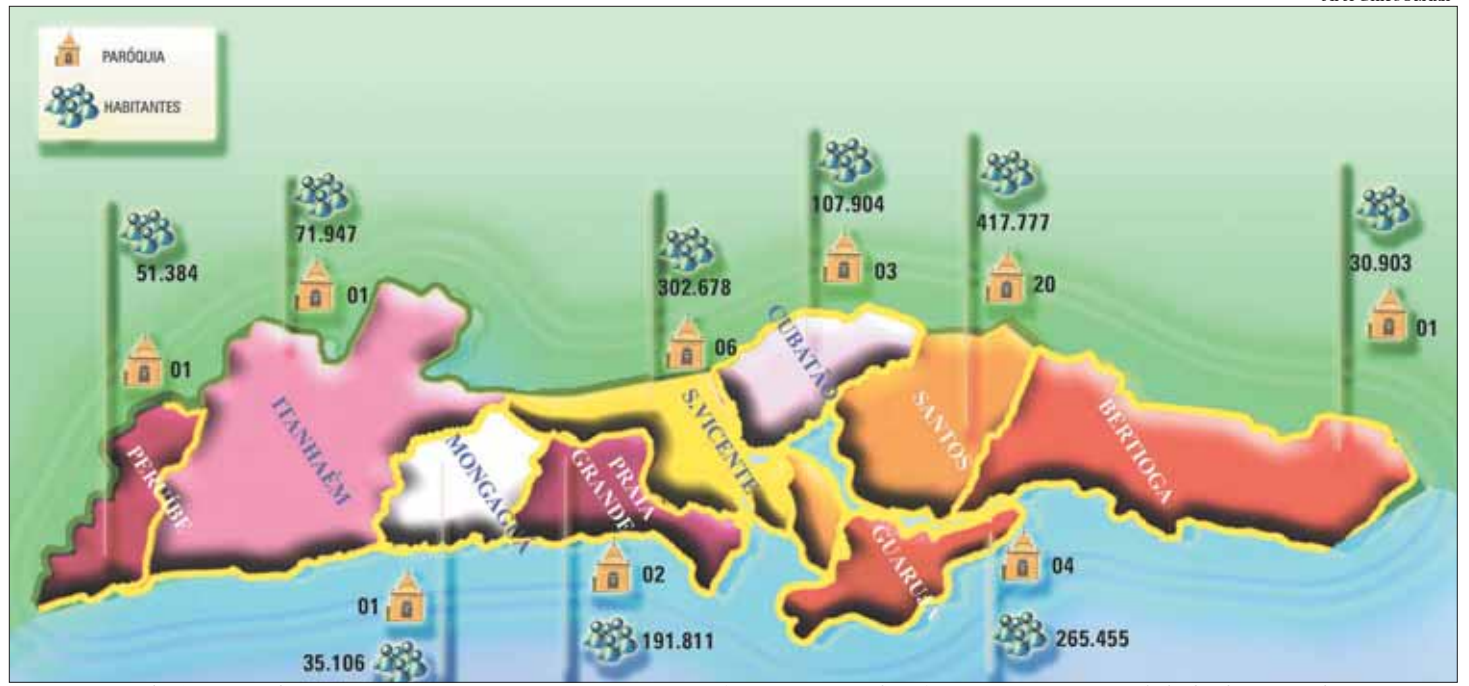 PARÓQUIA
HABITANTES
51.384
01
71.947
01
302.678
06
107.904
03
417.777
20
30.903
01
PERUÍBE
ITANHAÉM
MONGAGUÁ
PRAIA
GRANDE
S.VICENTE
CUBATÃO
SANTOS
GUARUJÁ
BERTIOGA
01
35.106
02
191.811
04
265.455